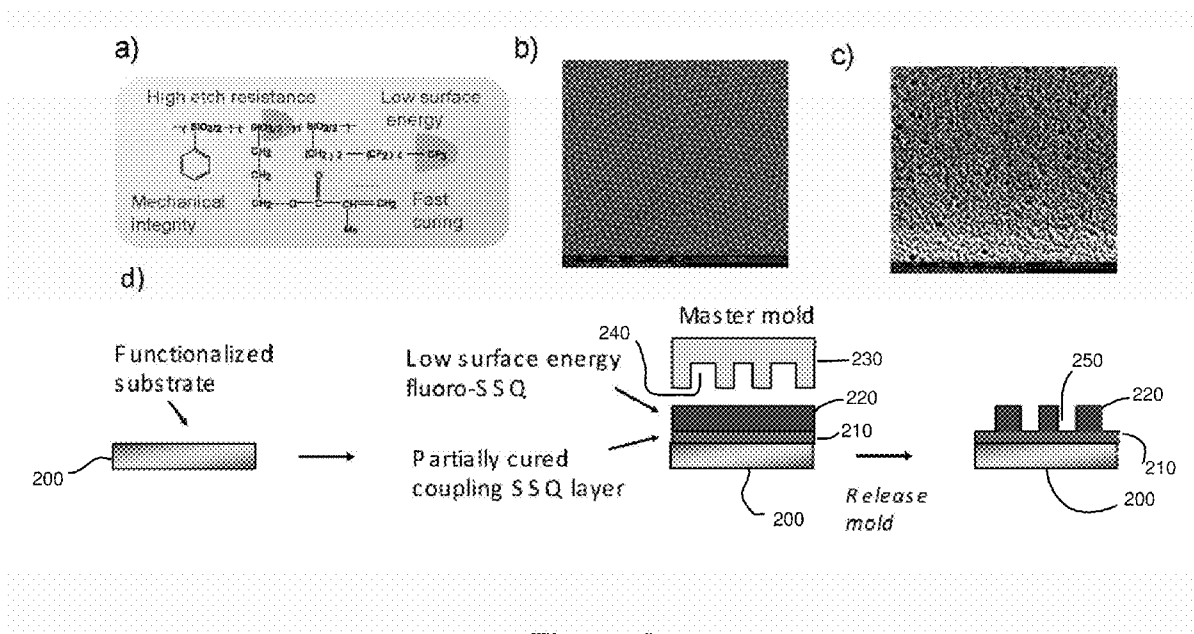 a)
b)
c)
High etch resistance
Low surface
energy
Mechanical
integrity
Fast
curing
d)
Functionalized
substrate
200
Low surface energy
fluoro-SSQ
Partially cured
coupling SSQ layer
Master mold
240
230
220
210
200
Release
mold
250
220
210
200